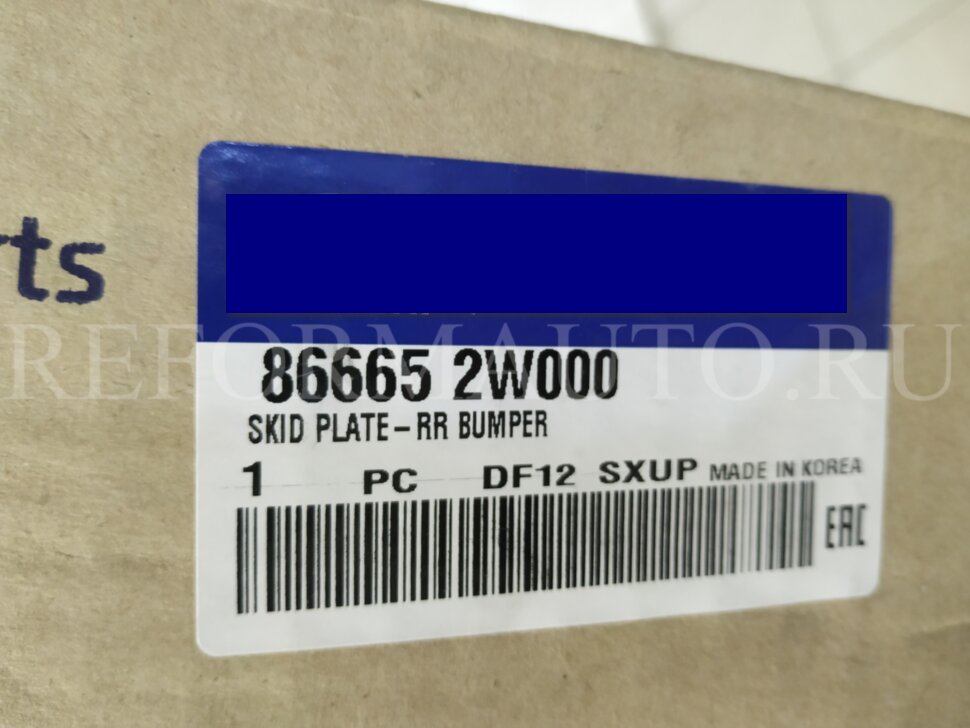 rts
REFORMAUTO.RU
86665 2W000
SKID PLATE-RR BUMPER
1 PC DF12 SXUP MADE IN KOREA
EAC